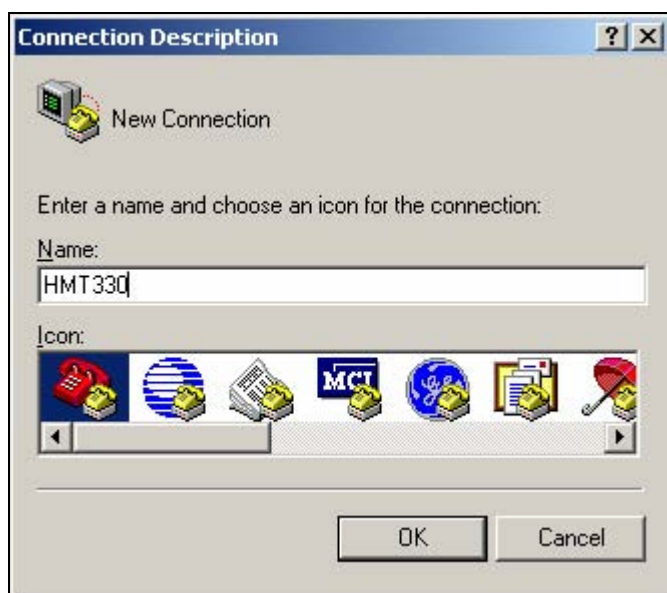 Connection Description
New Connection
Enter a name and choose an icon for the connection:
Name:
HMT330
Icon:
MCI
OK
Cancel